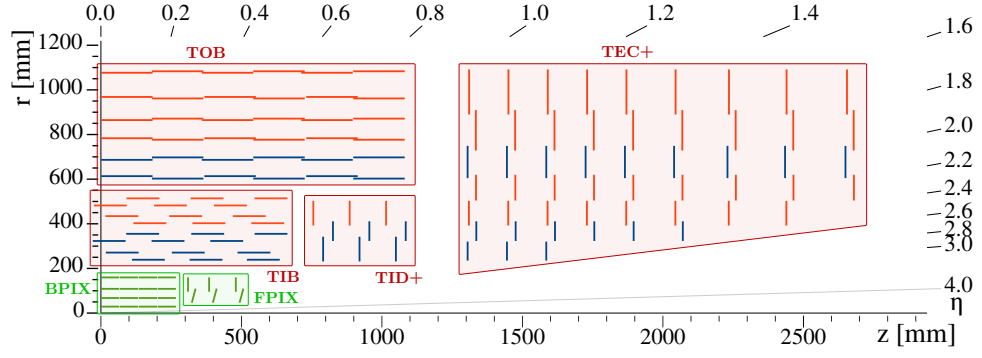 0.0 0.2 0.4 0.6 0.8 1.0 1.2 1.4 1.6
r [mm]
1200
1000
800
600
400
200
0
TOB
TEC+
TIB
TID+
BPIX
FPIX
1.8
2.0
2.2
2.4
2.6
2.8
3.0
4.0
η
0 500 1000 1500 2000 2500 z [mm]